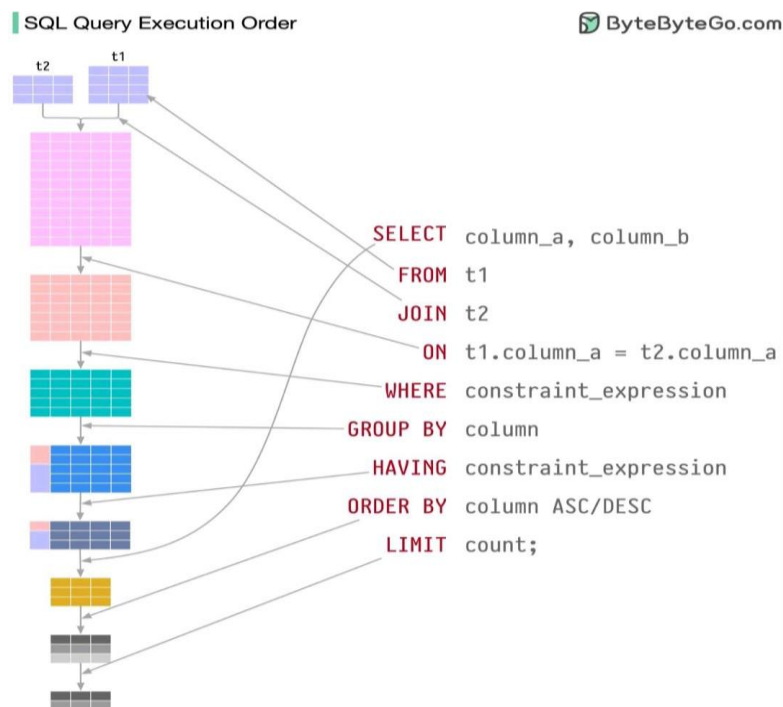 SQL Query Execution Order
ByteByteGo.com
t2
t1
SELECT column_a, column_b
FROM t1
JOIN t2
ON t1.column_a = t2.column_a
WHERE constraint_expression
GROUP BY column
HAVING constraint_expression
ORDER BY column ASC/DESC
LIMIT count;